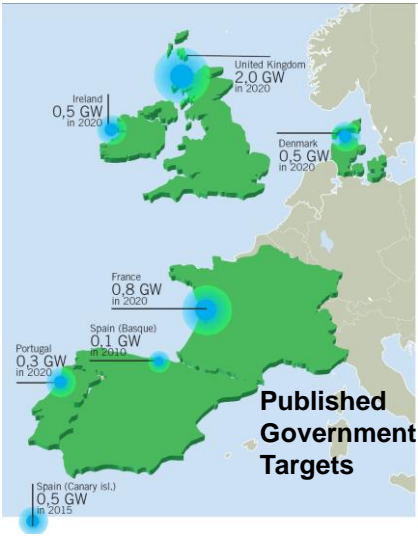 United Kingdom
2,0 GW
in 2020
Ireland
0,5 GW
in 2020
Denmark
0,5 GW
in 2020
France
0,8 GW
in 2020
Spain (Basque)
0,1 GW
in 2010
Portugal
0,3 GW
in 2020
Published
Government
Targets
Spain (Canary isl.)
0,5 GW
in 2015